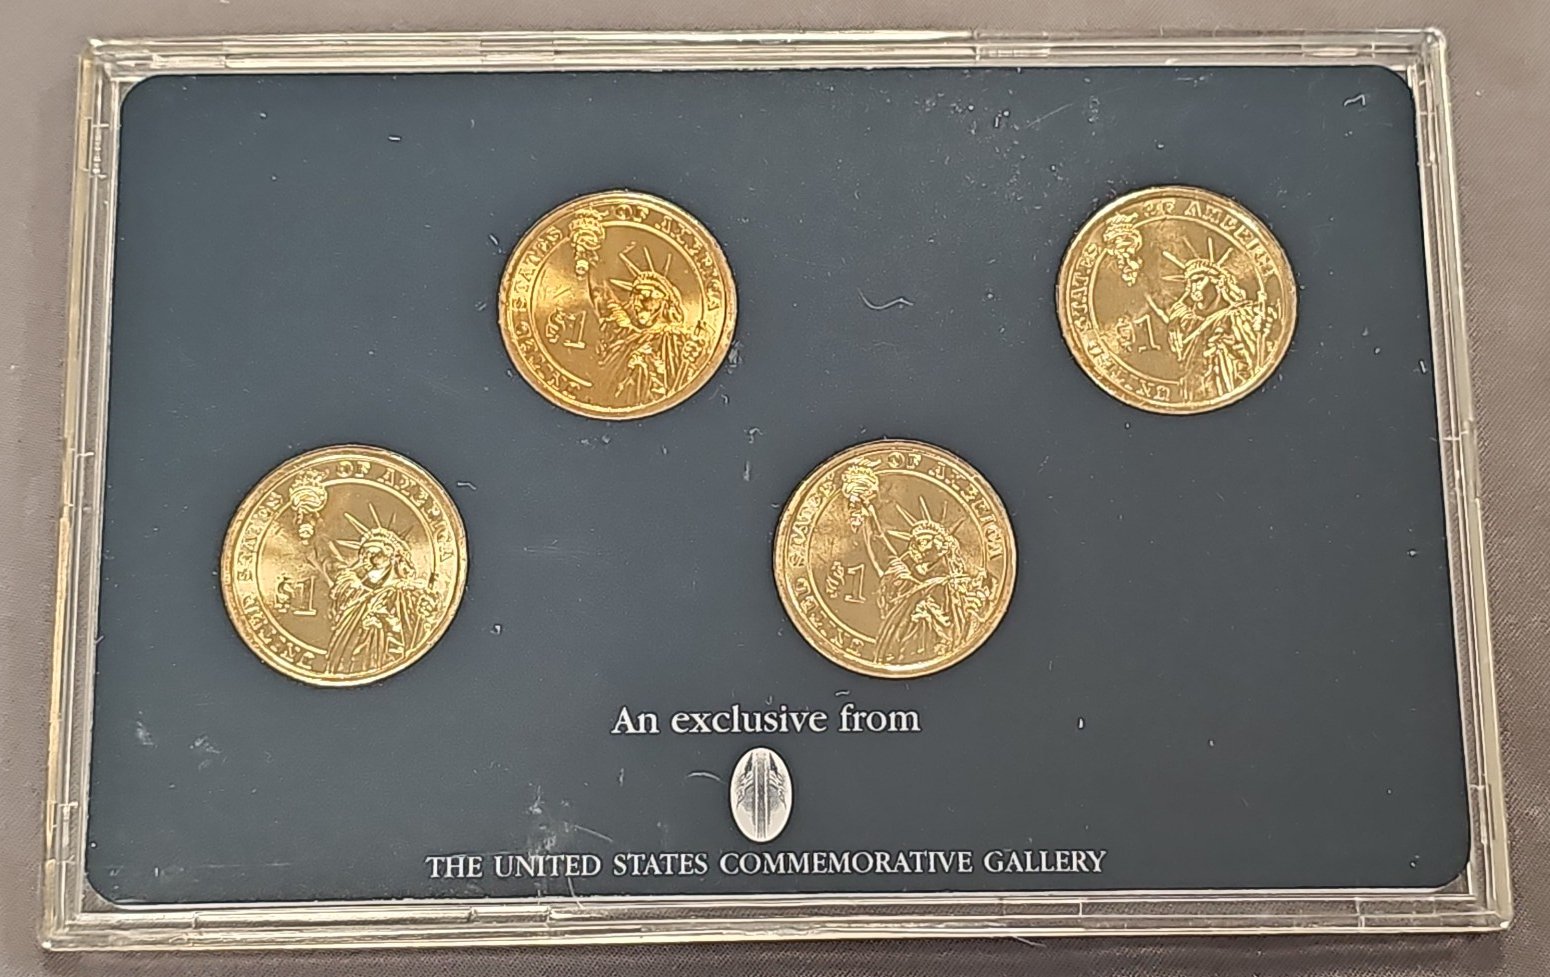 UNITED STATES OF AMERICA
$1
UNITED STATES OF AMERICA
$1
UNITED STATES OF AMERICA
$1
UNITED STATES OF AMERICA
$1
An exclusive from
THE UNITED STATES COMMEMORATIVE GALLERY